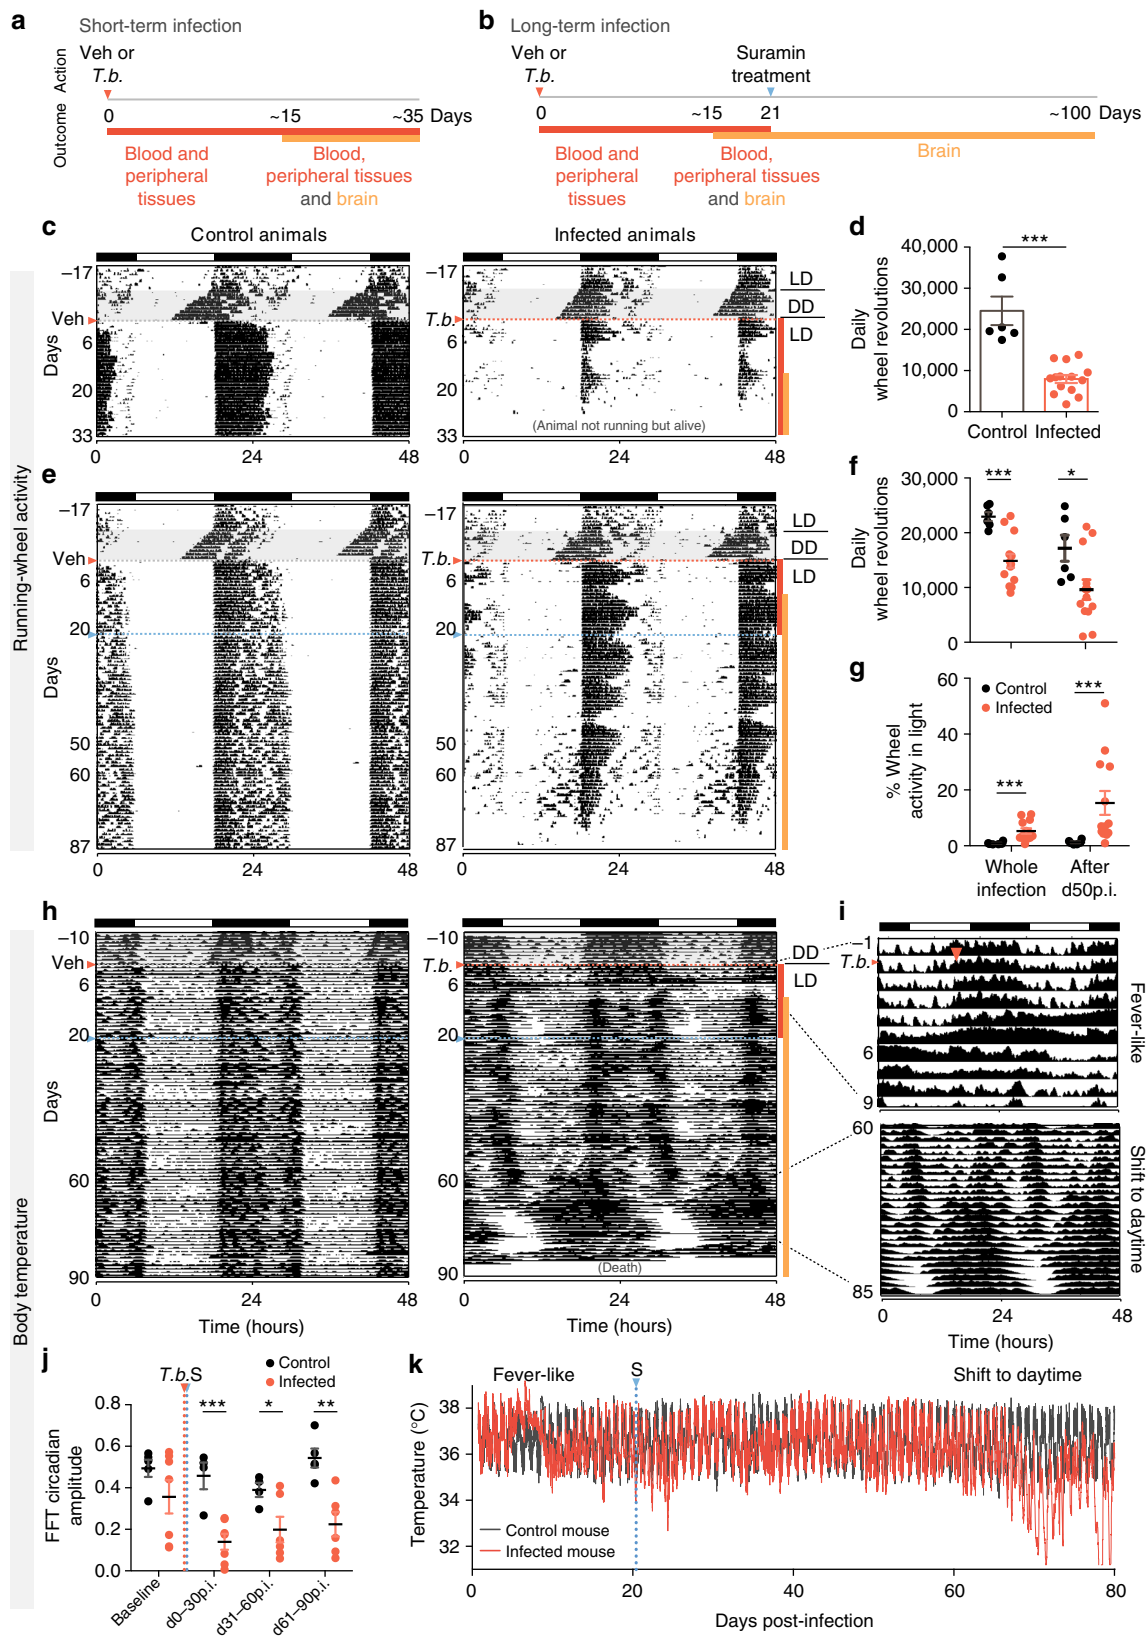 a Short-term infection
Action
Veh or
T.b.
0 ~15 ~35 Days
Outcome
Blood and
peripheral
tissues
Blood,
peripheral tissues
and brain
b Long-term infection
Veh or
T.b.
Suramin
treatment
0 ~15 21 ~100 Days
Blood and
peripheral
tissues
Blood,
peripheral tissues
and brain
Brain
Running-wheel activity
c Control animals Infected animals
Days
−17
Veh
6
20
33
0 24 48
−17
T.b.
6
20
33
(Animal not running but alive)
0 24 48
LD
DD
LD
d
Daily
wheel revolutions
40,000
30,000
20,000
10,000
0
***
Control Infected
e
Days
−17
Veh
6
20
50
60
87
0 24 48
−17
T.b.
6
20
50
60
87
0 24 48
LD
DD
LD
f
Daily
wheel revolutions
30,000
20,000
10,000
0
*** *
g
% Wheel
activity in light
60
40
20
0
Control
Infected
*** ***
Whole
infection
After
d50p.i.
Body temperature
h
Days
−10
Veh
6
20
60
90
0 24 48
Time (hours)
−10
T.b.
6
20
60
90
(Death)
0 24 48
Time (hours)
DD
LD
i
−1
T.b.
6
9
Fever-like
60
85
Shift to daytime
0 24 48
Time (hours)
j
T.b. S
Control
Infected
FFT circadian
amplitude
0.8
0.6
0.4
0.2
0.0
*** * **
Baseline
d0–30p.i.
d31–60p.i.
d61–90p.i.
k
Fever-like S Shift to daytime
Temperature (°C)
38
36
34
32
Control mouse
Infected mouse
0 20 40 60 80
Days post-infection